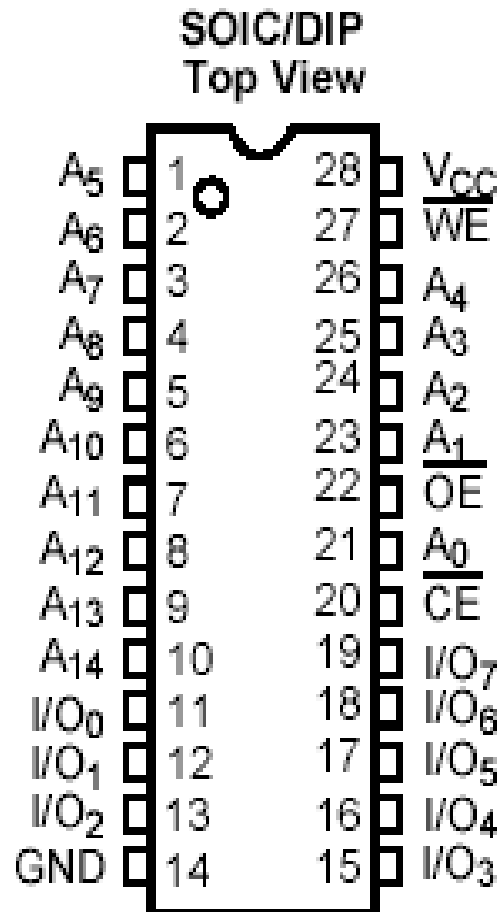 SOIC/DIP
Top View
A5 1 28 VCC
A6 2 27 W̅E̅
A7 3 26 A4
A8 4 25 A3
A9 5 24 A2
A10 6 23 A1
A11 7 22 O̅E̅
A12 8 21 A0
A13 9 20 C̅E̅
A14 10 19 I/O7
I/O0 11 18 I/O6
I/O1 12 17 I/O5
I/O2 13 16 I/O4
GND 14 15 I/O3